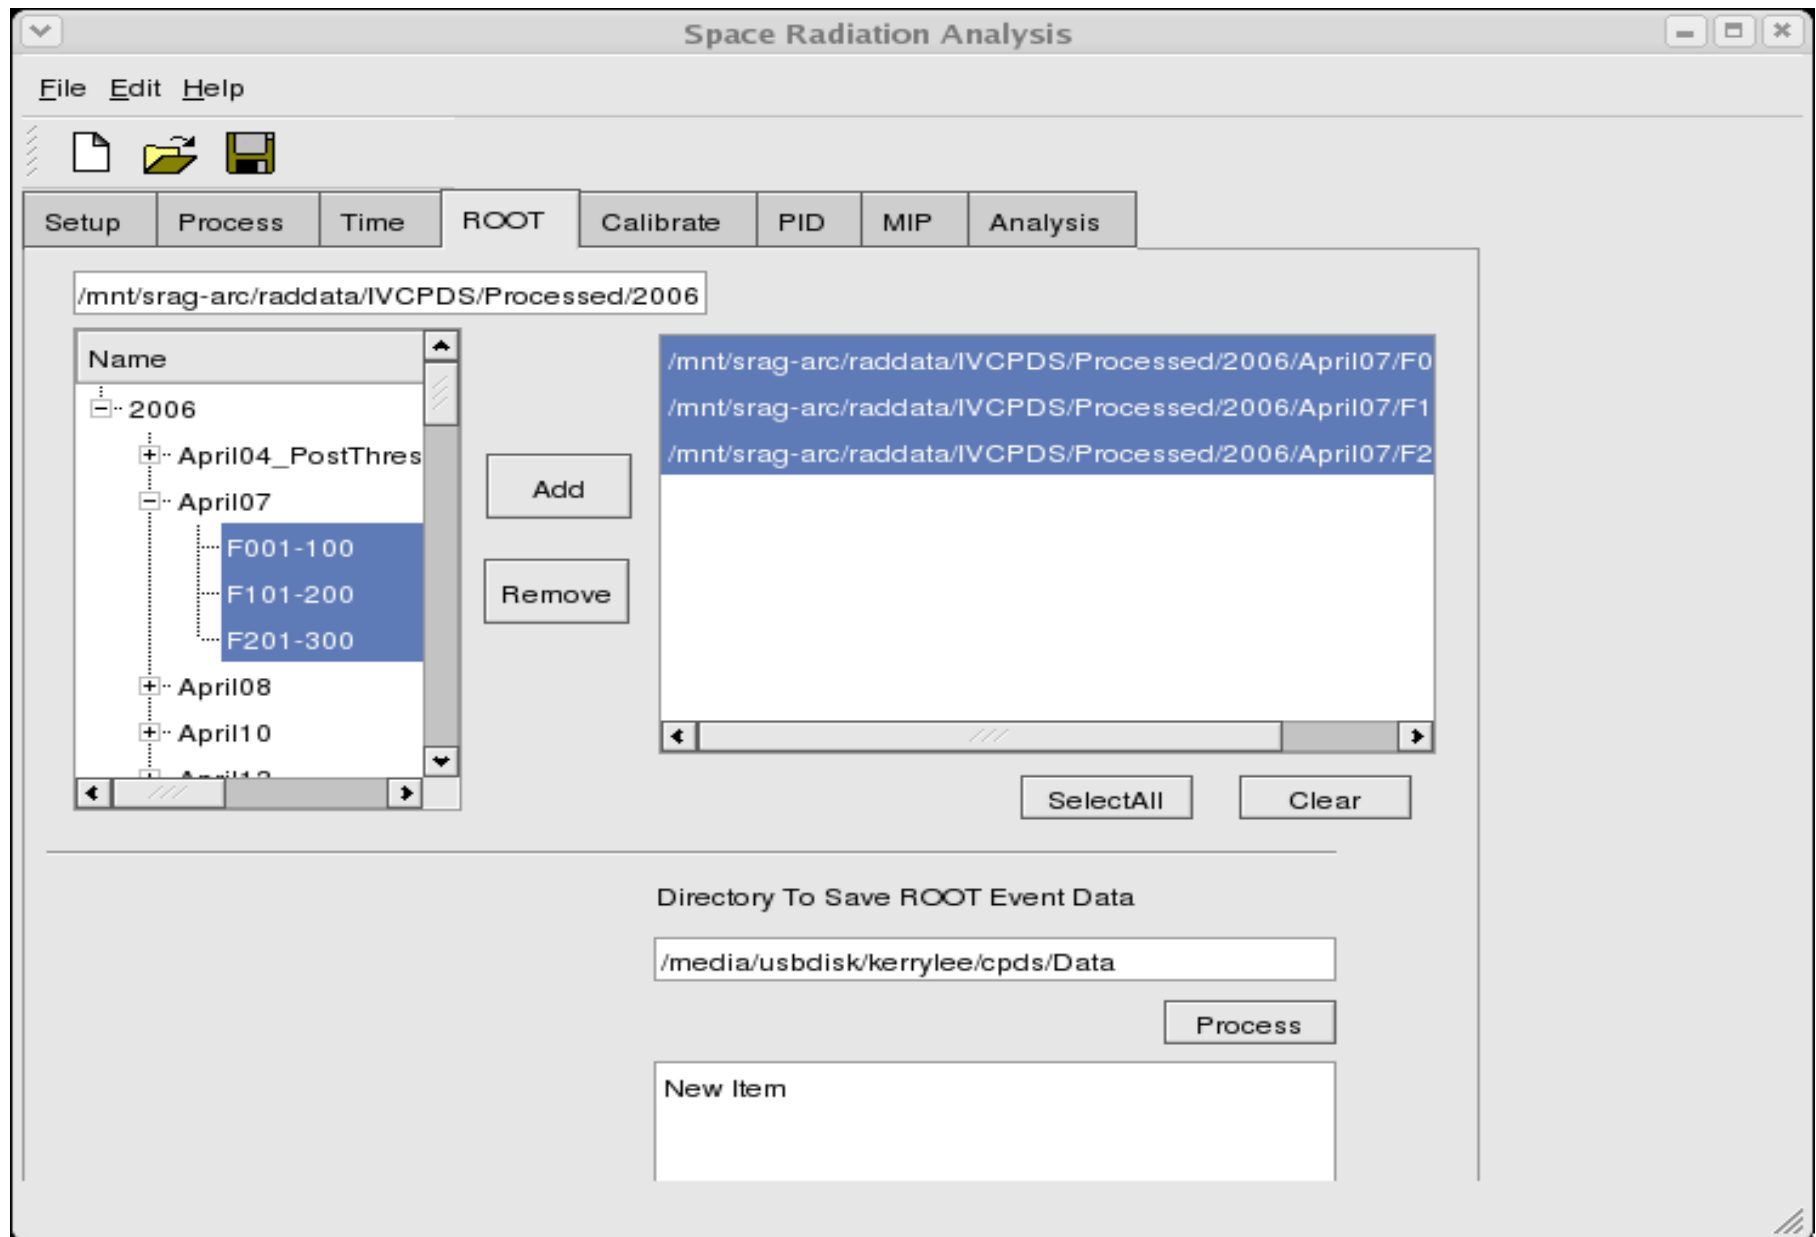 Space Radiation Analysis
File Edit Help
Setup Process Time ROOT Calibrate PID MIP Analysis
/mnt/srag-arc/raddata/IVCPDS/Processed/2006
Name
2006
April04_PostThres
April07
F001-100
F101-200
F201-300
April08
April10
Add
Remove
/mnt/srag-arc/raddata/IVCPDS/Processed/2006/April07/F0
/mnt/srag-arc/raddata/IVCPDS/Processed/2006/April07/F1
/mnt/srag-arc/raddata/IVCPDS/Processed/2006/April07/F2
SelectAll Clear
Directory To Save ROOT Event Data
/media/usbdisk/kerrylee/cpds/Data
Process
New Item